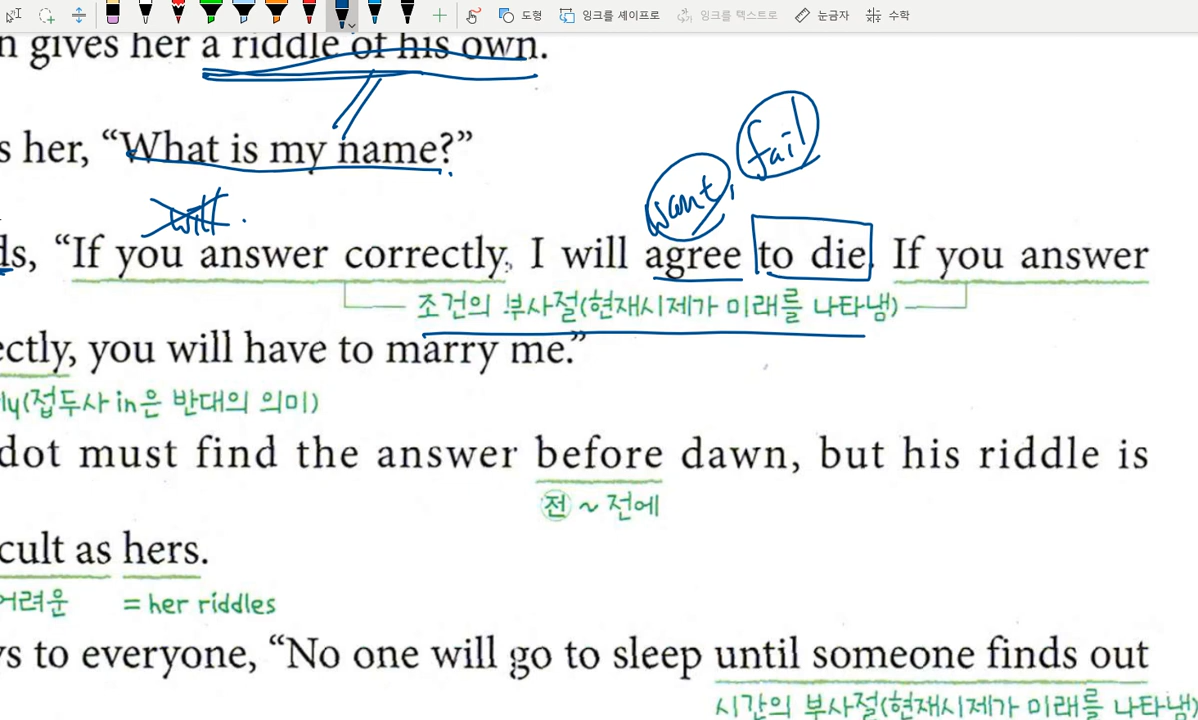 도형 잉크를 셰이프로 잉크를 텍스트로 눈금자 수학
n gives her a riddle of his own.
s her, “What is my name?”
want, fail
will
ds, “If you answer correctly, I will agree to die. If you answer
조건의 부사절(현재시제가 미래를 나타냄)
ectly, you will have to marry me.”
ly(접두사 in은 반대의 의미)
dot must find the answer before dawn, but his riddle is
전 ~ 전에
cult as hers.
어려운 = her riddles
ys to everyone, “No one will go to sleep until someone finds out
시간의 부사절(현재시제가 미래를 나타냄)